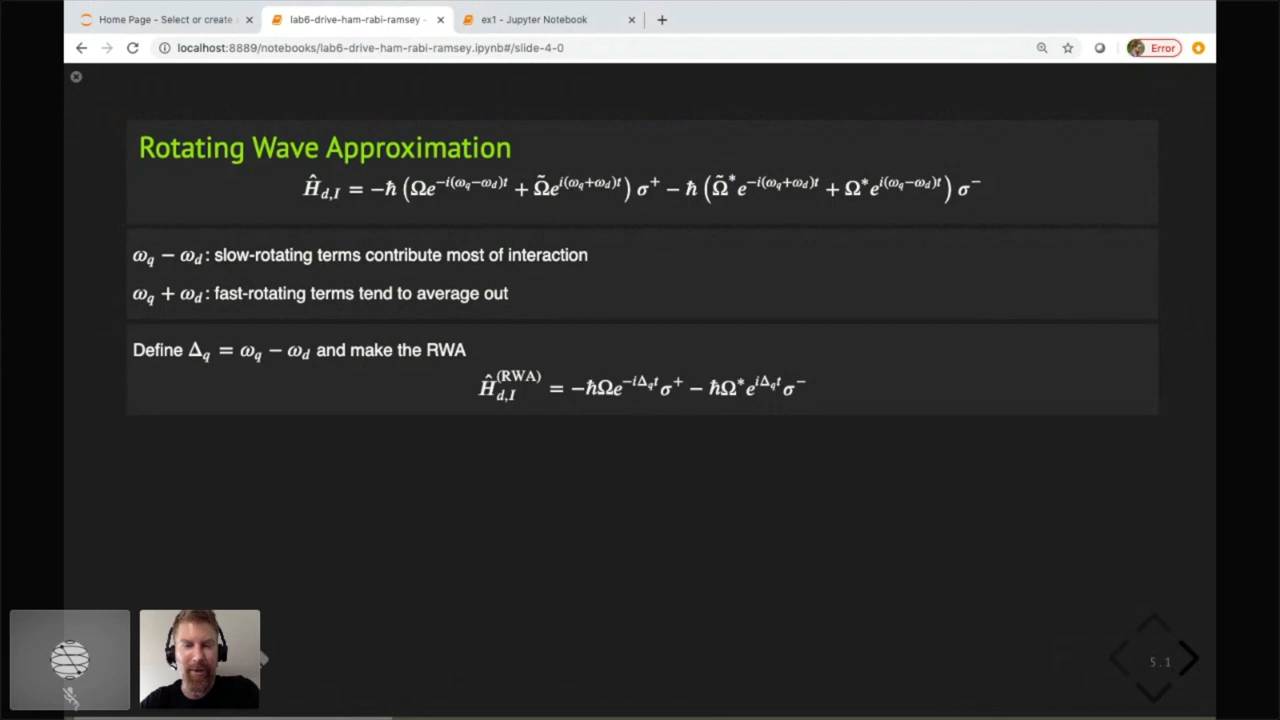 Home Page - Select or create
lab6-drive-ham-rabi-ramsey -
ex1 - Jupyter Notebook
localhost:8889/notebooks/lab6-drive-ham-rabi-ramsey.ipynb#/slide-4-0
Error
Rotating Wave Approximation
Ĥ_{d,I} = −ℏ (Ωe^{−i(ω_q−ω_d)t} + Ω̃e^{i(ω_q+ω_d)t}) σ⁺ − ℏ (Ω̃*e^{−i(ω_q+ω_d)t} + Ω*e^{i(ω_q−ω_d)t}) σ⁻
ω_q − ω_d: slow-rotating terms contribute most of interaction
ω_q + ω_d: fast-rotating terms tend to average out
Define Δ_q = ω_q − ω_d and make the RWA
Ĥ_{d,I}^{(RWA)} = −ℏΩe^{−iΔ_q t}σ⁺ − ℏΩ*e^{iΔ_q t}σ⁻
5.1